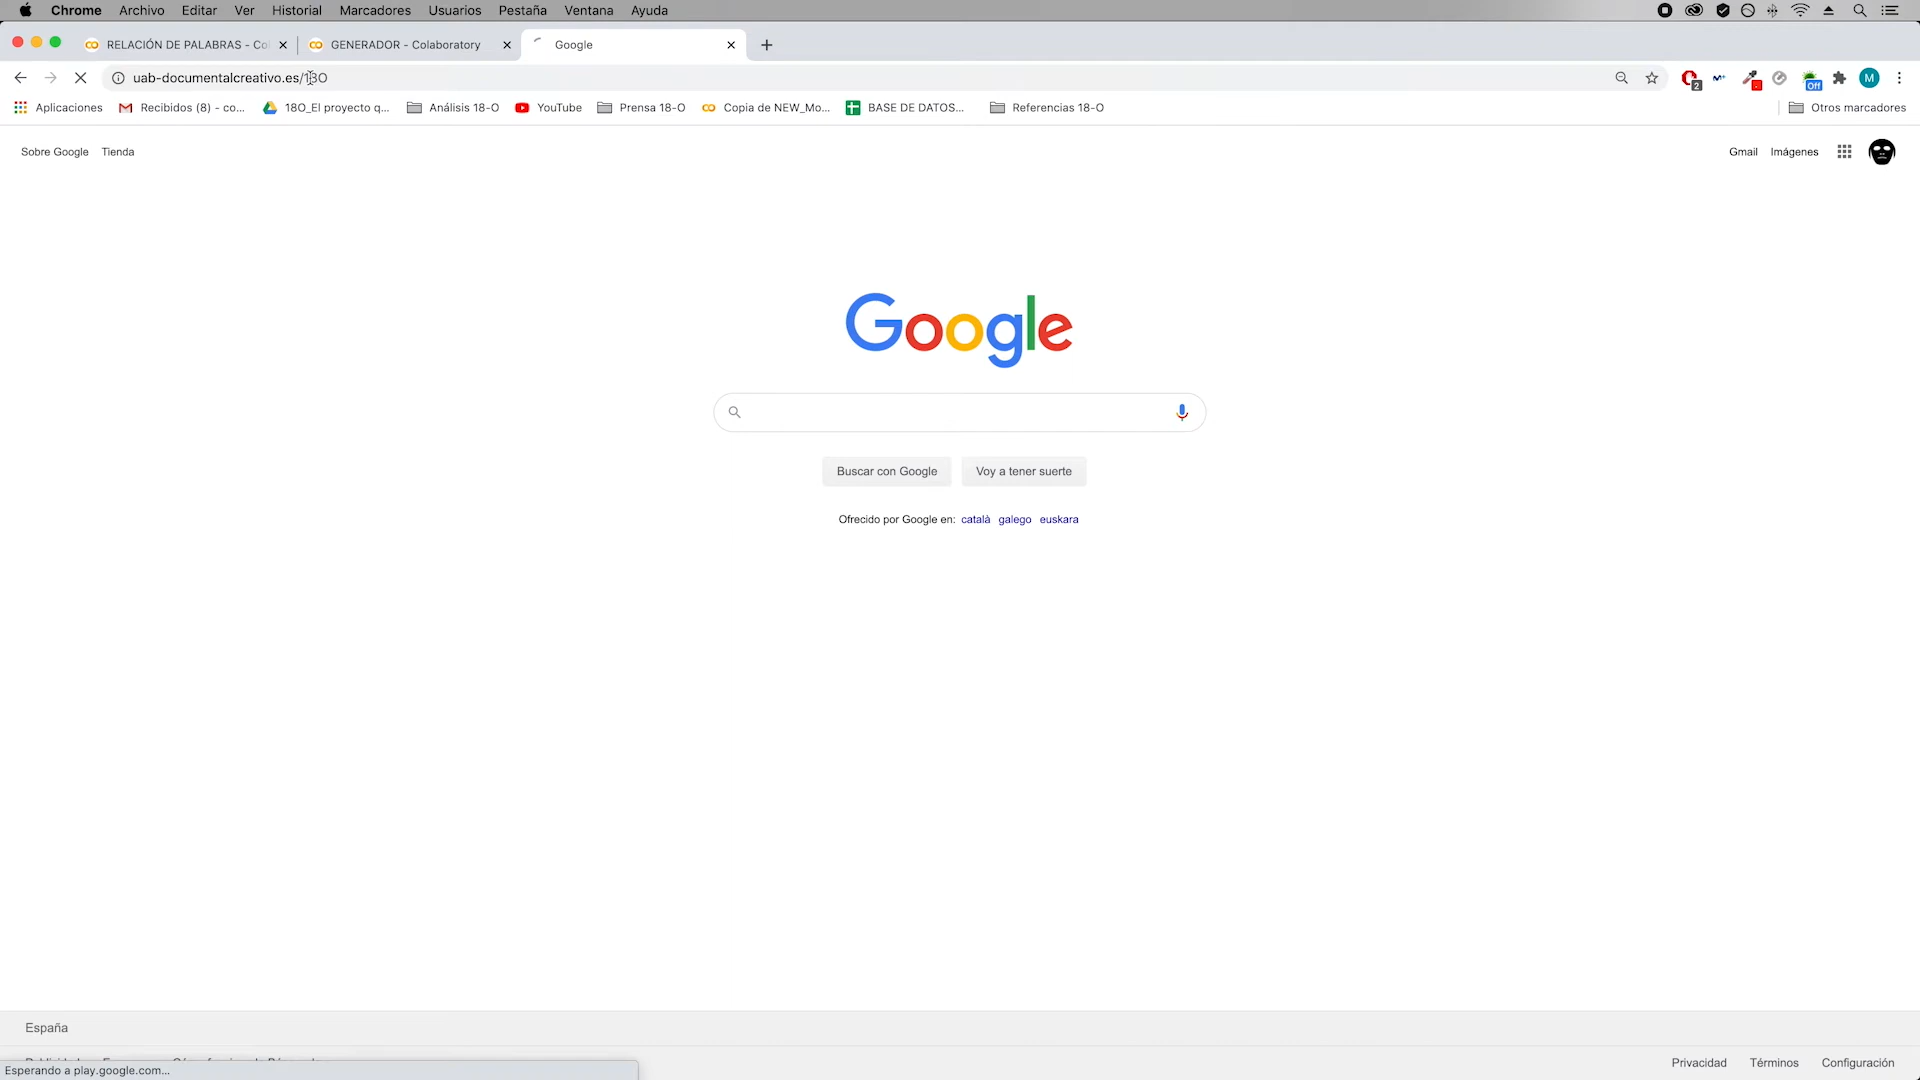 Chrome Archivo Editar Ver Historial Marcadores Usuarios Pestaña Ventana Ayuda
RELACIÓN DE PALABRAS - Co GENERADOR - Colaboratory Google
uab-documentalcreativo.es/18O
Aplicaciones Recibidos (8) - co... 18O_El proyecto q... Análisis 18-O YouTube Prensa 18-O Copia de NEW_Mo... BASE DE DATOS... Referencias 18-O Otros marcadores
2 Off M
Sobre Google Tienda Gmail Imágenes
Google
Buscar con Google Voy a tener suerte
Ofrecido por Google en: català galego euskara
España
Privacidad Términos Configuración
Esperando a play.google.com...